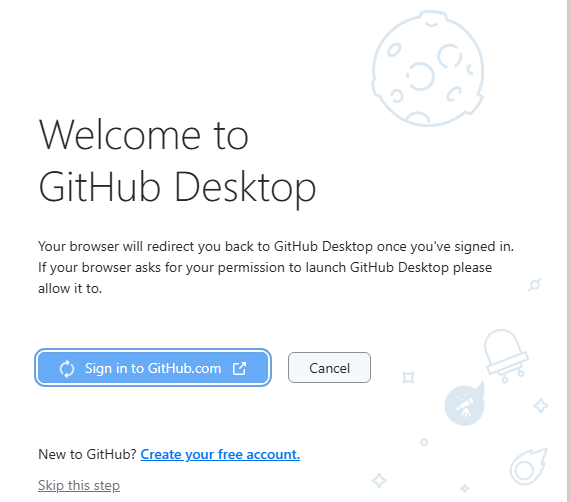 Welcome to
GitHub Desktop
Your browser will redirect you back to GitHub Desktop once you've signed in.
If your browser asks for your permission to launch GitHub Desktop please
allow it to.
Sign in to GitHub.com
Cancel
New to GitHub? Create your free account.
Skip this step